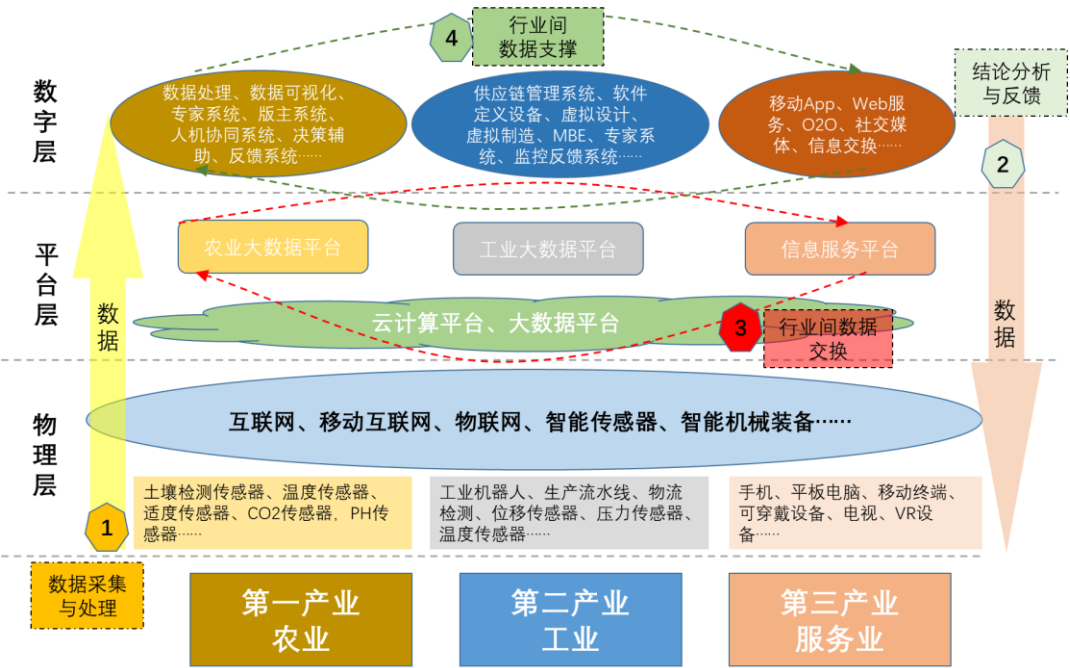 4
行业间
数据支撑
结论分析
与反馈
2
数
字
层
数据处理、数据可视化、
专家系统、版主系统、
人机协同系统、决策辅
助、反馈系统……
供应链管理系统、软件
定义设备、虚拟设计、
虚拟制造、MBE、专家系
统、监控反馈系统……
移动App、Web服
务、O2O、社交媒
体、信息交换……
平
台
层
农业大数据平台
工业大数据平台
信息服务平台
云计算平台、大数据平台
3
行业间数据
交换
数
据
数
据
物
理
层
互联网、移动互联网、物联网、智能传感器、智能机械装备……
土壤检测传感器、温度传感器、
适度传感器、CO2传感器，PH传
感器……
工业机器人、生产流水线、物流
检测、位移传感器、压力传感器、
温度传感器……
手机、平板电脑、移动终端、
可穿戴设备、电视、VR设
备……
1
数据采集
与处理
第一产业
农业
第二产业
工业
第三产业
服务业